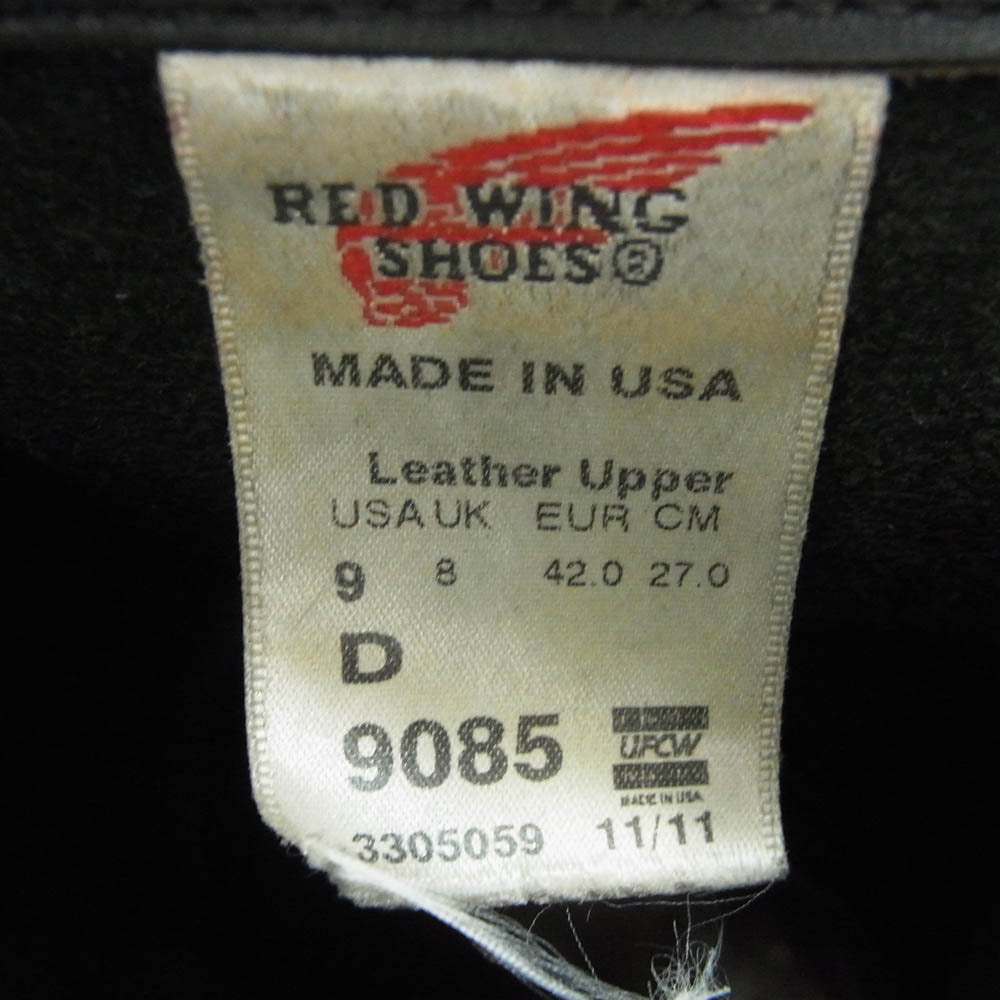 RED WING
SHOES®
MADE IN USA
Leather Upper
USA UK EUR CM
9 8 42.0 27.0
D
9085
UFCW
MADE IN USA
3305059 11/11